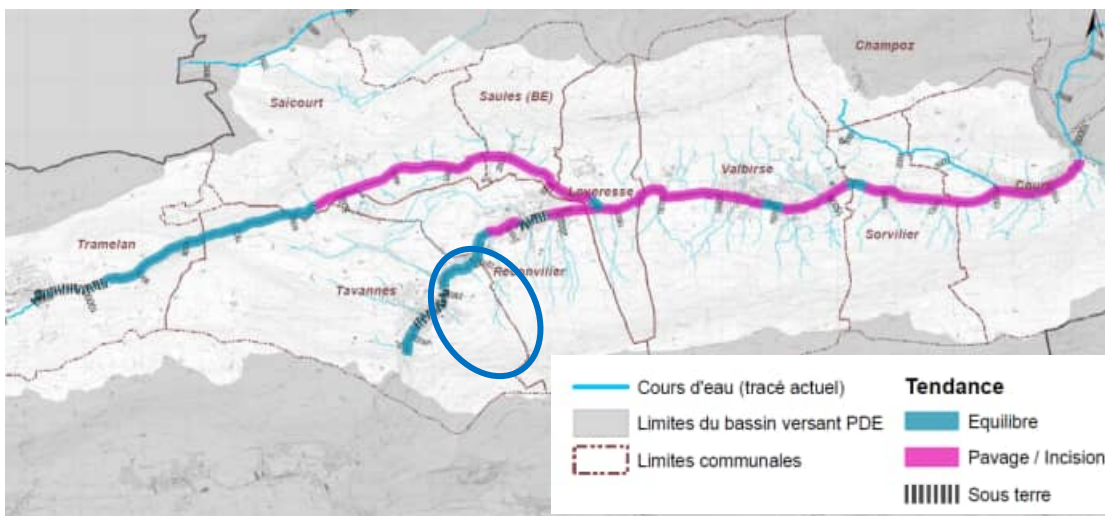 Champoz
Saicourt
Saules (BE)
Valbirse
Loveresse
Court
Tramelan
Sorvilier
Reconvilier
Tavannes
Cours d'eau (tracé actuel)
Limites du bassin versant PDE
Limites communales
Tendance
Equilibre
Pavage / Incision
Sous terre